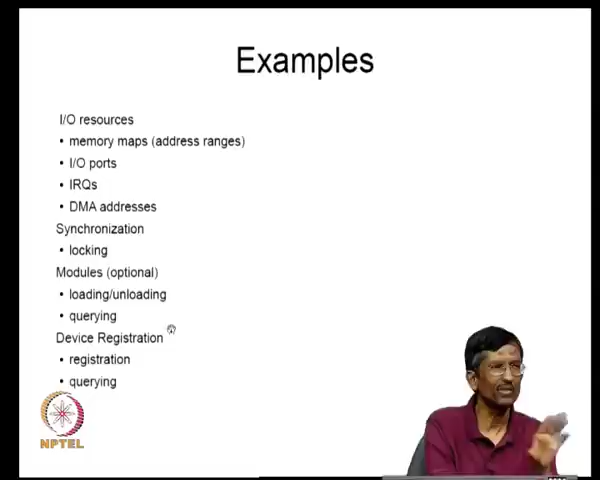 Examples
I/O resources
• memory maps (address ranges)
• I/O ports
• IRQs
• DMA addresses
Synchronization
• locking
Modules (optional)
• loading/unloading
• querying
Device Registration
• registration
• querying
NPTEL